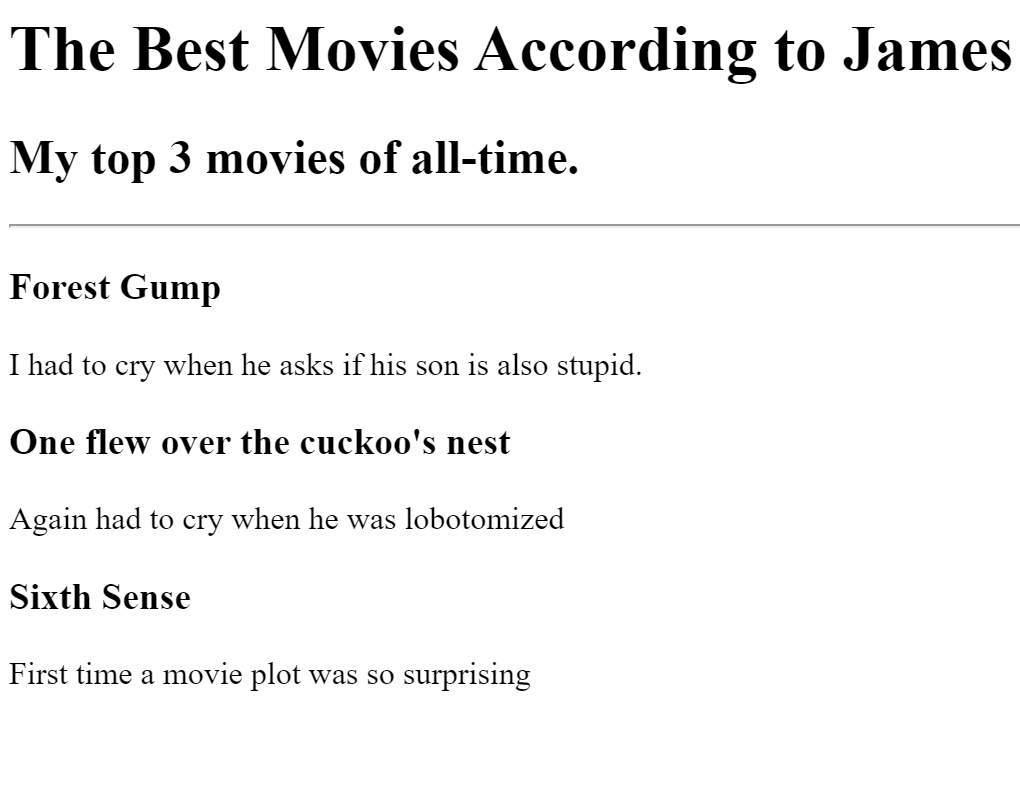 The Best Movies According to James
My top 3 movies of all-time.
Forest Gump
I had to cry when he asks if his son is also stupid.
One flew over the cuckoo's nest
Again had to cry when he was lobotomized
Sixth Sense
First time a movie plot was so surprising